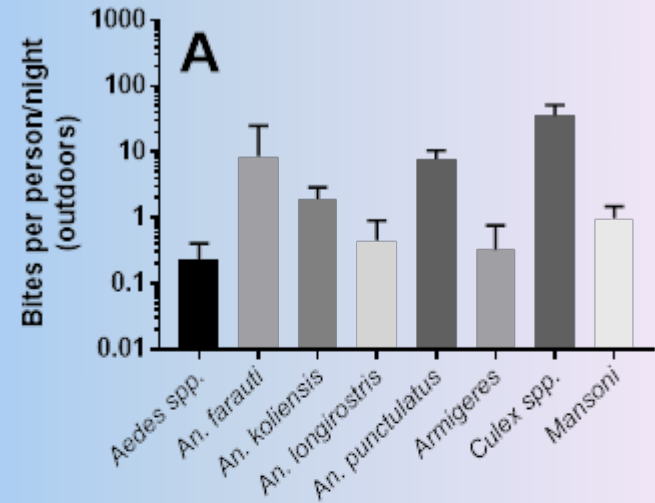 A
1000
100
10
1
0.1
0.01
Bites per person/night
(outdoors)
Aedes spp.
An. farauti
An. koliensis
An. longirostris
An. punctulatus
Armigeres
Culex spp.
Mansoni